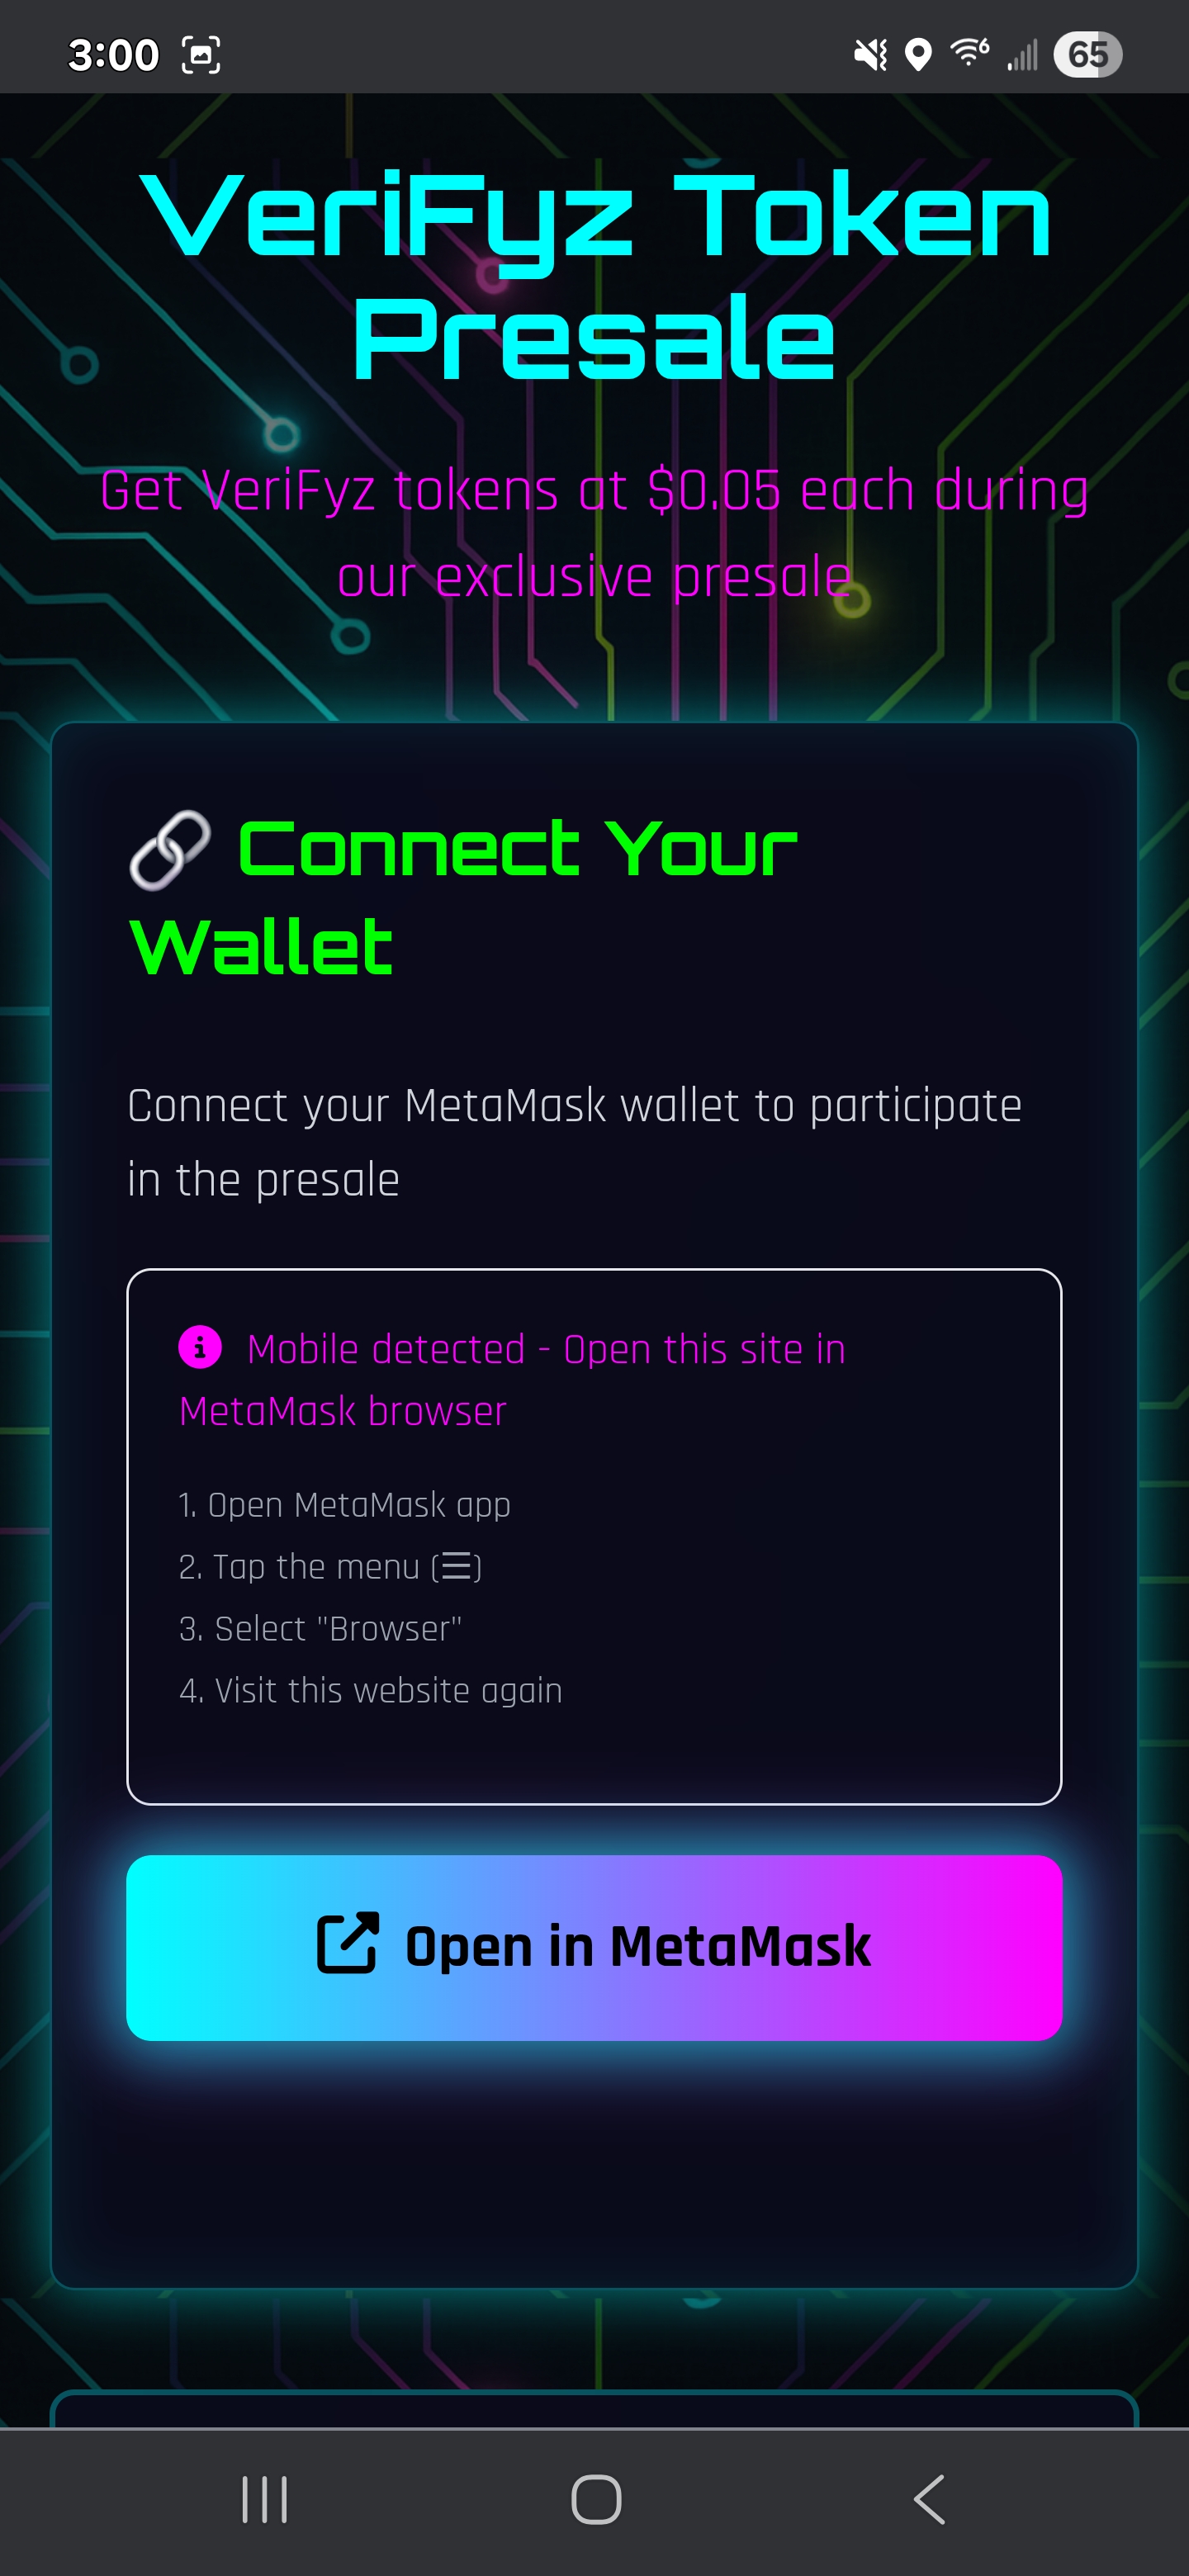 3:00
6
65
VeriFyz Token
Presale
Get VeriFyz tokens at $0.05 each during
our exclusive presale
🔗 Connect Your
Wallet
Connect your MetaMask wallet to participate
in the presale
Mobile detected - Open this site in
MetaMask browser
1. Open MetaMask app
2. Tap the menu (☰)
3. Select "Browser"
4. Visit this website again
Open in MetaMask